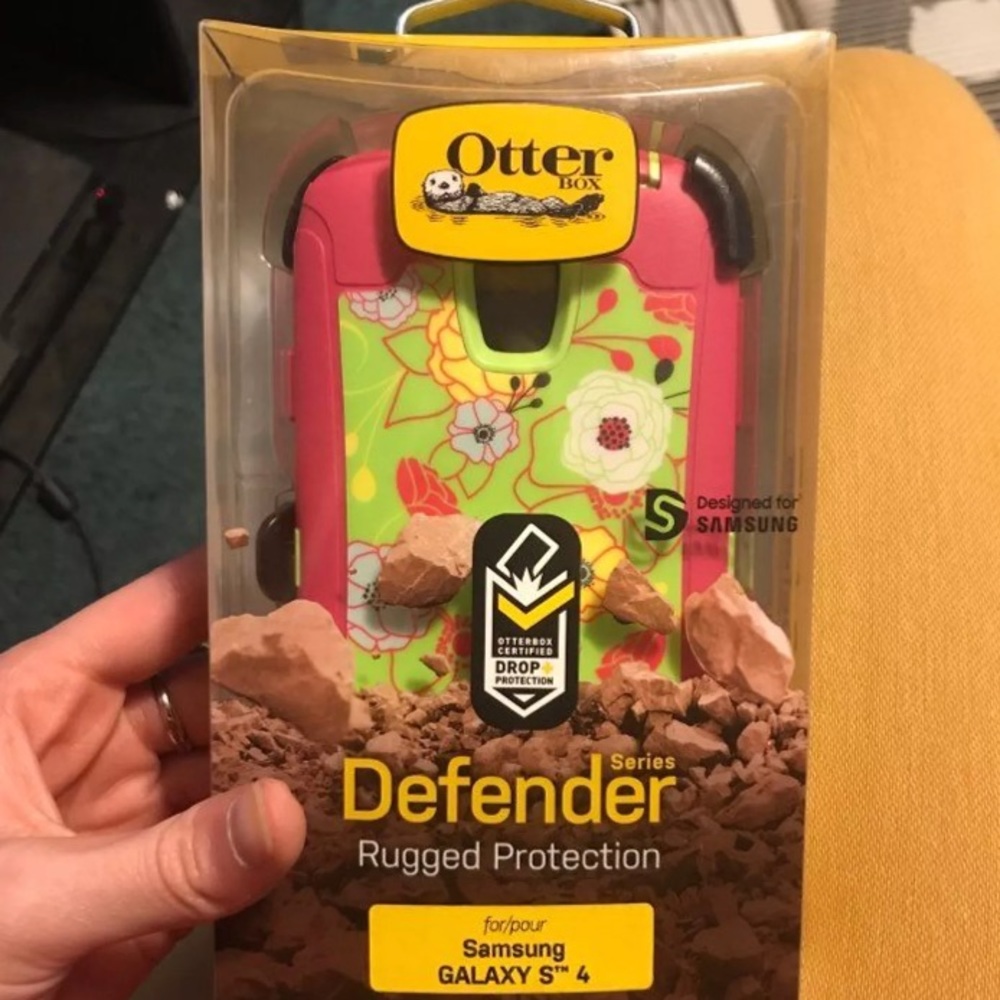 Otter
BOX
Designed for
SAMSUNG
OTTERBOX
CERTIFIED
DROP+
PROTECTION
Defender Series
Rugged Protection
for/pour
Samsung
GALAXY S™ 4